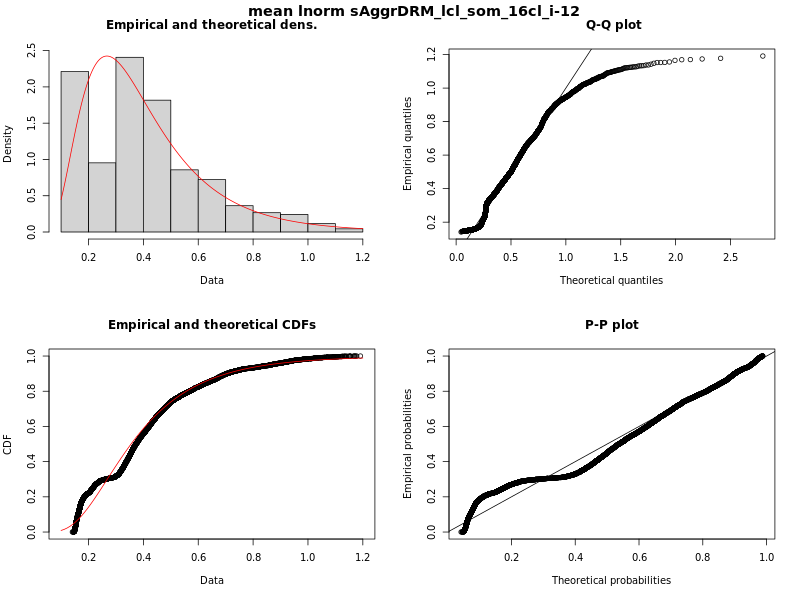 mean lnorm sAggrDRM_lcl_som_16cl_i-12
Empirical and theoretical dens.
Density
0.0 0.5 1.0 1.5 2.0 2.5
0.2 0.4 0.6 0.8 1.0 1.2
Data
Q-Q plot
Empirical quantiles
0.2 0.4 0.6 0.8 1.0 1.2
0.0 0.5 1.0 1.5 2.0 2.5
Theoretical quantiles
Empirical and theoretical CDFs
CDF
0.0 0.2 0.4 0.6 0.8 1.0
0.2 0.4 0.6 0.8 1.0 1.2
Data
P-P plot
Empirical probabilities
0.0 0.2 0.4 0.6 0.8 1.0
0.2 0.4 0.6 0.8 1.0
Theoretical probabilities